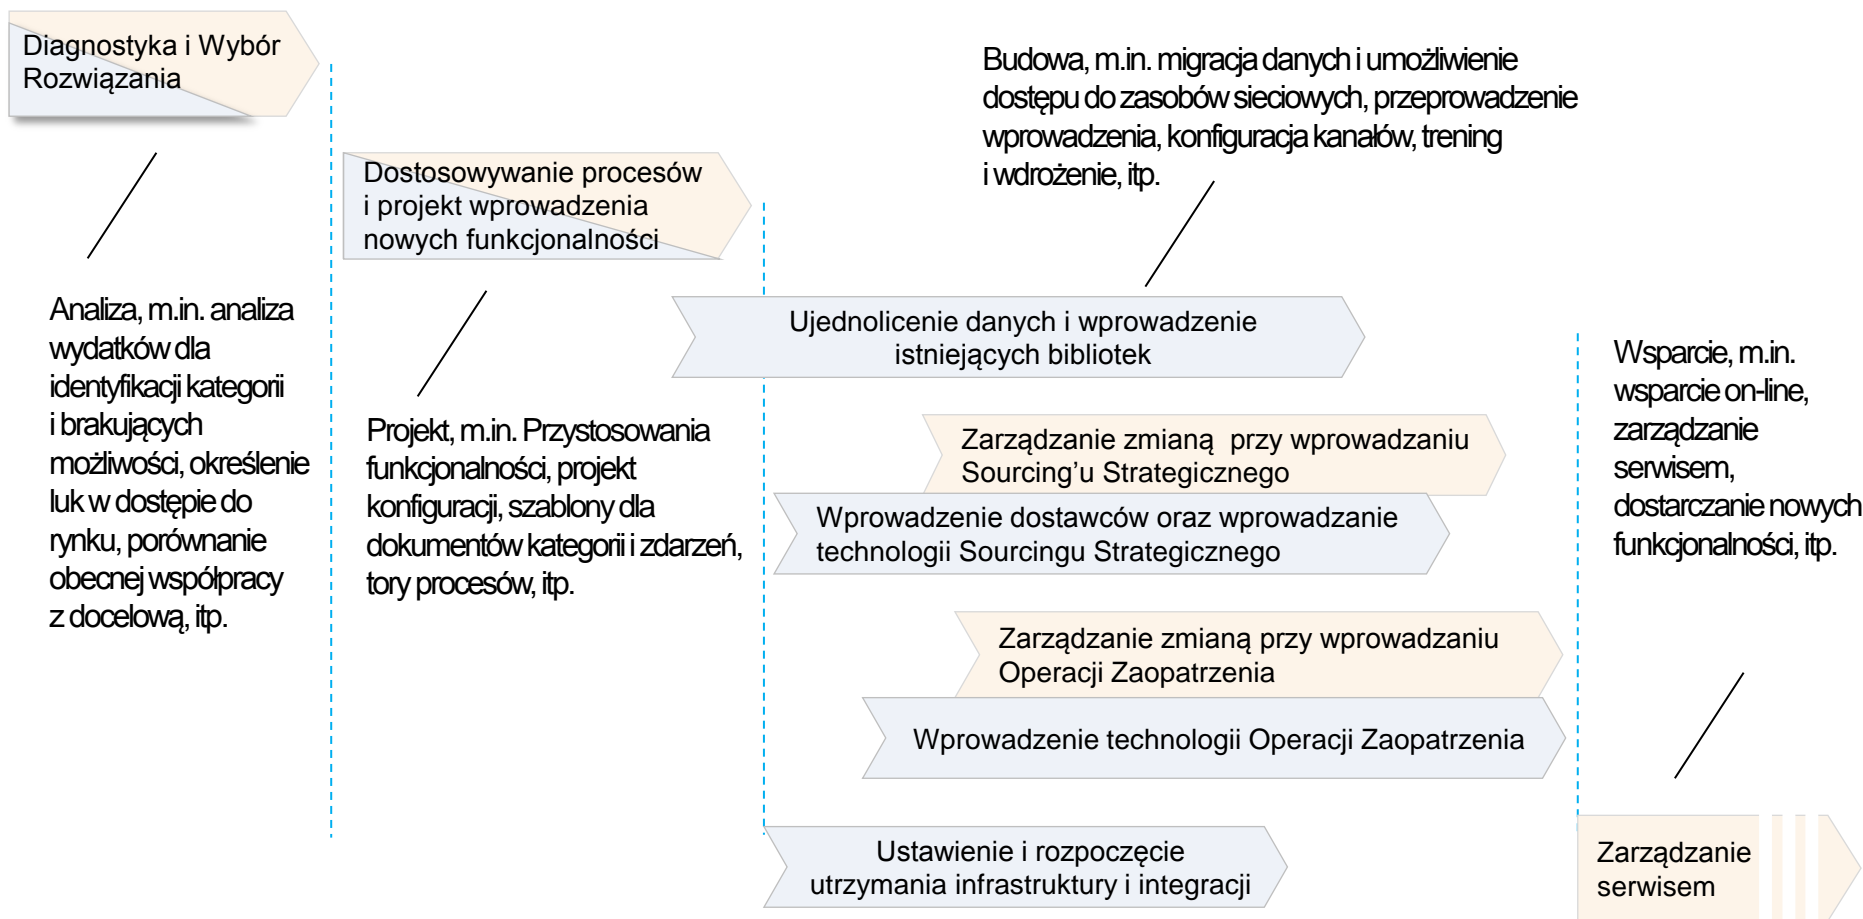 Diagnostyka i Wybór
Rozwiązania
Analiza, m.in. analiza
wydatków dla
identyfikacji kategorii
i brakujących
możliwości, określenie
luk w dostępie do
rynku, porównanie
obecnej współpracy
z docelową, itp.
Dostosowywanie procesów
i projekt wprowadzenia
nowych funkcjonalności
Projekt, m.in. Przystosowania
funkcjonalności, projekt
konfiguracji, szablony dla
dokumentów kategorii i zdarzeń,
tory procesów, itp.
Budowa, m.in. migracja danych i umożliwienie
dostępu do zasobów sieciowych, przeprowadzenie
wprowadzenia, konfiguracja kanałów, trening
i wdrożenie, itp.
Ujednolicenie danych i wprowadzenie
istniejących bibliotek
Zarządzanie zmianą przy wprowadzaniu
Sourcing'u Strategicznego
Wprowadzenie dostawców oraz wprowadzanie
technologii Sourcingu Strategicznego
Zarządzanie zmianą przy wprowadzaniu
Operacji Zaopatrzenia
Wprowadzenie technologii Operacji Zaopatrzenia
Ustawienie i rozpoczęcie
utrzymania infrastruktury i integracji
Wsparcie, m.in.
wsparcie on-line,
zarządzanie
serwisem,
dostarczanie nowych
funkcjonalności, itp.
Zarządzanie
serwisem